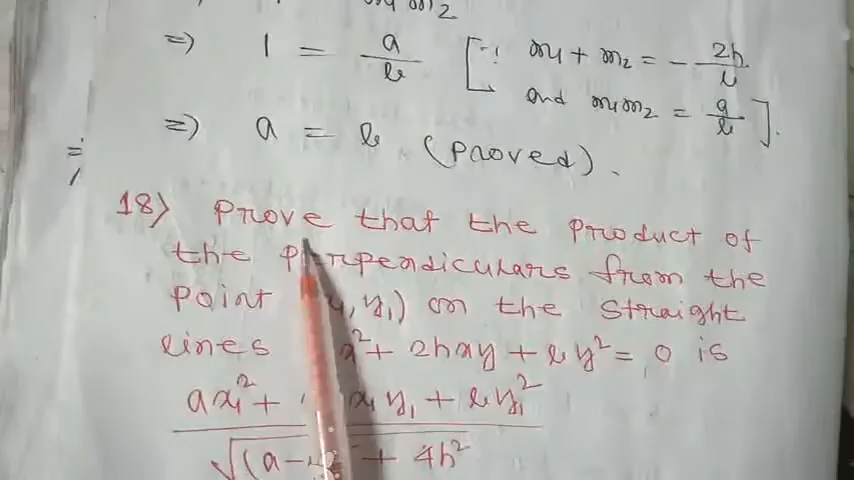 => 1 = a/b [∵ m1 + m2 = - 2h/b
and m1m2 = a/b].
=> a = b (proved).
18) Prove that the product of
the perpendiculars from the
point , y₁) on the straight
lines x² + 2hxy + by² = 0 is
ax₁² + x₁y₁ + by₁²
√(a- + 4h²